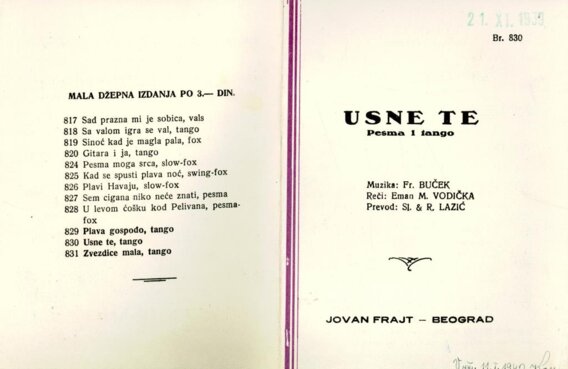 MALA DŽEPNA IZDANJA PO 3.— DIN.
817 Sad prazna mi je sobica, vals
818 Sa valom igra se val, tango
819 Sinoć kad je magla pala, fox
820 Gitara i ja, tango
824 Pesma moga srca, slow-fox
825 Kad se spusti plava noć, swing-fox
826 Plavi Havaju, slow-fox
827 Sem cigana niko neće znati, pesma
828 U levom ćošku kod Pelivana, pesma-
fox
829 Plava gospodo, tango
830 Usne te, tango
831 Zvezdice mala, tango
21. XI. 1939
Br. 830
USNE TE
Pesma i tango
Muzika: Fr. BUČEK
Reči: Eman M. VODIČKA
Prevod: Sl. & R. LAZIĆ
JOVAN FRAJT — BEOGRAD